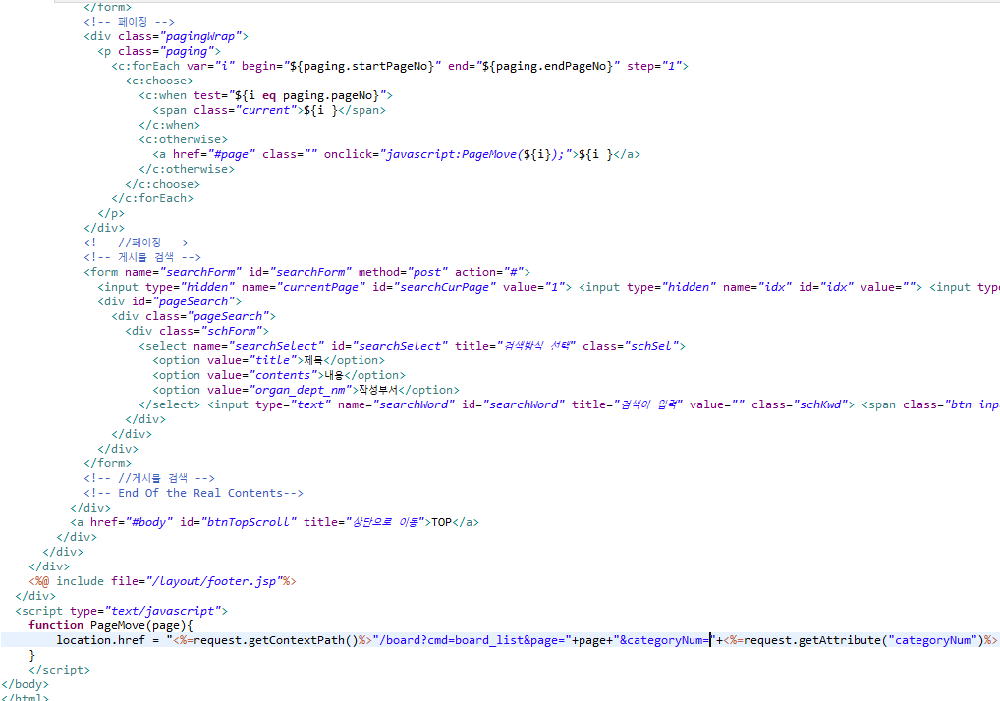 </form>
<!-- 페이징 -->
<div class="pagingWrap">
<p class="paging">
<c:forEach var="i" begin="${paging.startPageNo}" end="${paging.endPageNo}" step="1">
<c:choose>
<c:when test="${i eq paging.pageNo}">
<span class="current">${i }</span>
</c:when>
<c:otherwise>
<a href="#page" class="" onclick="javascript:PageMove(${i});">${i }</a>
</c:otherwise>
</c:choose>
</c:forEach>
</p>
</div>
<!-- //페이징 -->
<!-- 게시물 검색 -->
<form name="searchForm" id="searchForm" method="post" action="#">
<input type="hidden" name="currentPage" id="searchCurPage" value="1"> <input type="hidden" name="idx" id="idx" value=""> <input typ
<div id="pageSearch">
<div class="pageSearch">
<div class="schForm">
<select name="searchSelect" id="searchSelect" title="검색방식 선택" class="schSel">
<option value="title">제목</option>
<option value="contents">내용</option>
<option value="organ_dept_nm">작성부서</option>
</select> <input type="text" name="searchWord" id="searchWord" title="검색어 입력" value="" class="schKwd"> <span class="btn inp
</div>
</div>
</div>
</form>
<!-- //게시물 검색 -->
<!-- End Of the Real Contents-->
</div>
<a href="#body" id="btnTopScroll" title="상단으로 이동">TOP</a>
</div>
</div>
</div>
<%@ include file="/layout/footer.jsp"%>
</div>
<script type="text/javascript">
function PageMove(page){
location.href = "<%=request.getContextPath()%>"/board?cmd=board_list&page="+page+"&categoryNum="+<%=request.getAttribute("categoryNum")%>
}
</script>
</body>
</html>